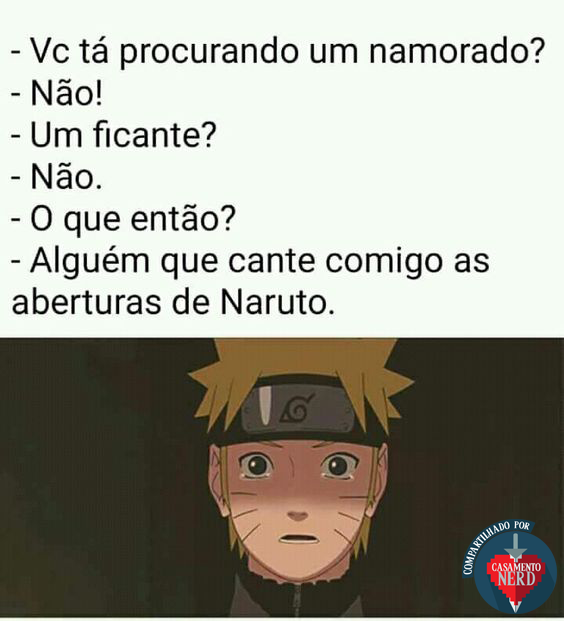 - Vc tá procurando um namorado?
- Não!
- Um ficante?
- Não.
- O que então?
- Alguém que cante comigo as
aberturas de Naruto.
COMPARTILHADO POR
CASAMENTO
NERD